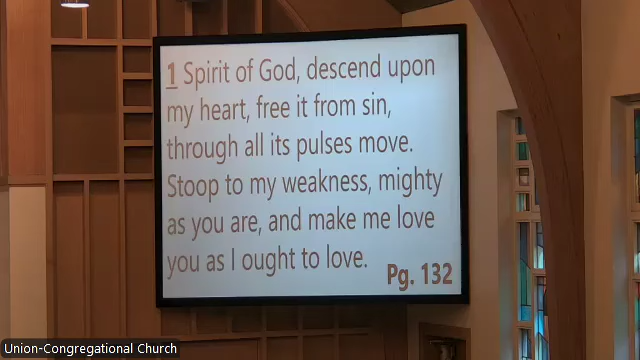 1 Spirit of God, descend upon
my heart, free it from sin,
through all its pulses move.
Stoop to my weakness, mighty
as you are, and make me love
you as I ought to love.
Pg. 132
Union-Congregational Church